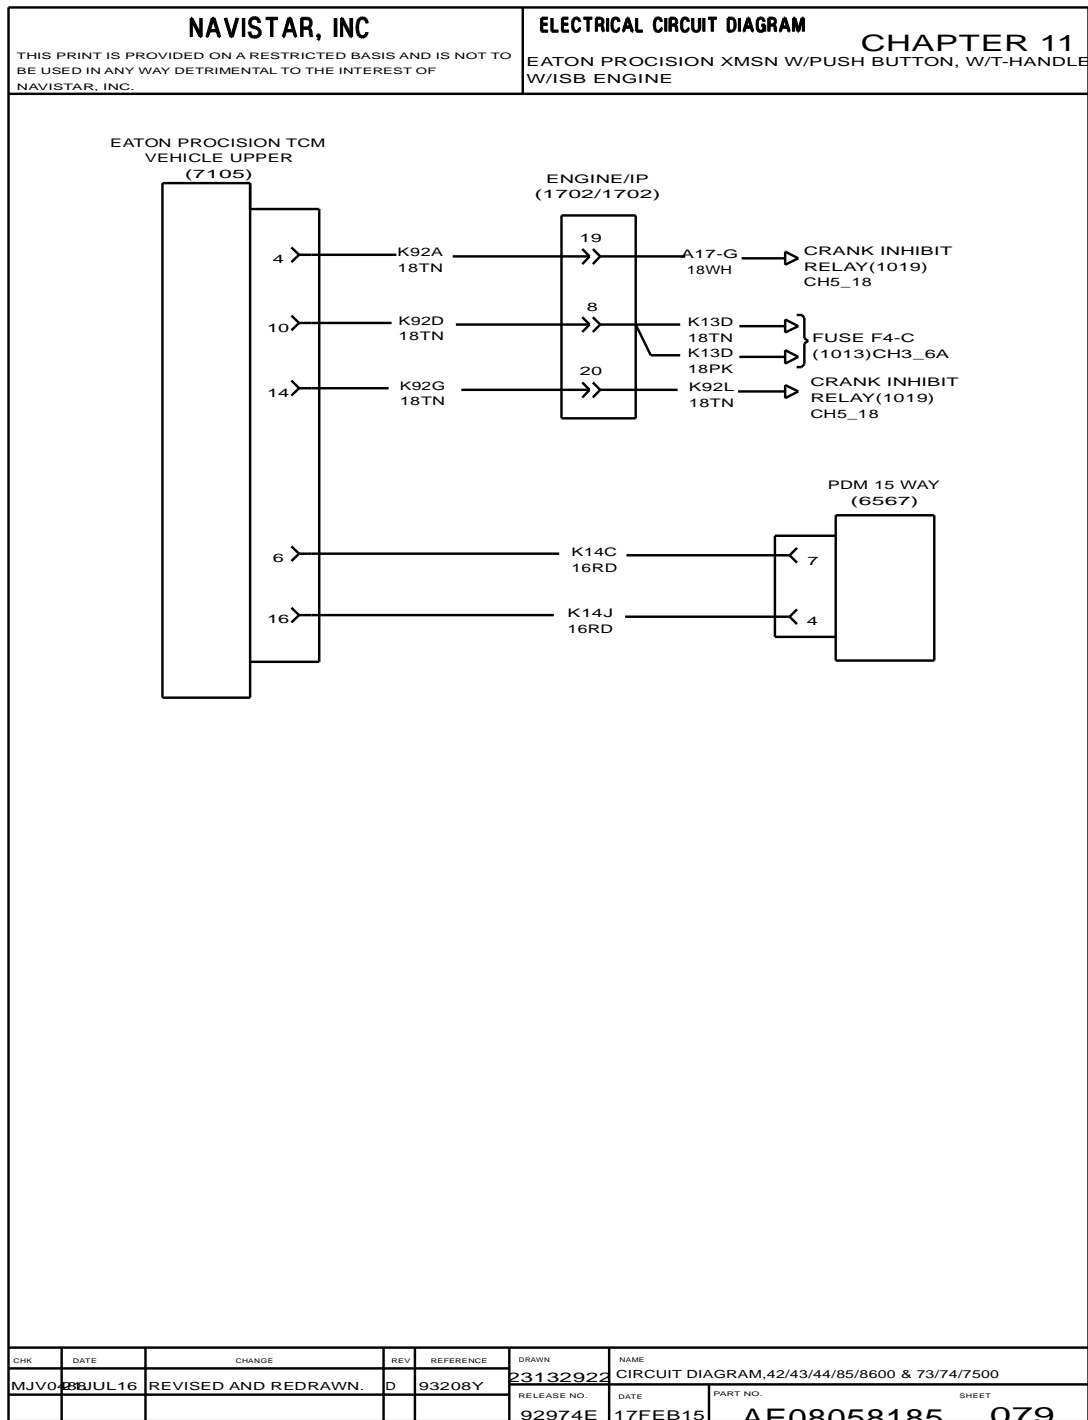 NAVISTAR, INC
THIS PRINT IS PROVIDED ON A RESTRICTED BASIS AND IS NOT TO
BE USED IN ANY WAY DETRIMENTAL TO THE INTEREST OF
NAVISTAR, INC.
ELECTRICAL CIRCUIT DIAGRAM
CHAPTER 11
EATON PROCISION XMSN W/PUSH BUTTON, W/T-HANDLE
W/ISB ENGINE
EATON PROCISION TCM
VEHICLE UPPER
(7105)
ENGINE/IP
(1702/1702)
4
K92A
18TN
19
A17-G
18WH
CRANK INHIBIT
RELAY(1019)
CH5_18
10
K92D
18TN
8
K13D
18TN
K13D
18PK
FUSE F4-C
(1013)CH3_6A
14
K92G
18TN
20
K92L
18TN
CRANK INHIBIT
RELAY(1019)
CH5_18
PDM 15 WAY
(6567)
6
K14C
16RD
7
16
K14J
16RD
4
CHK DATE CHANGE REV REFERENCE
JUL16 REVISED AND REDRAWN. D 93208Y
DRAWN
23132922
NAME
CIRCUIT DIAGRAM,42/43/44/85/8600 & 73/74/7500
RELEASE NO.
92974E
DATE
17FEB15
PART NO.
AE08058185
SHEET
079